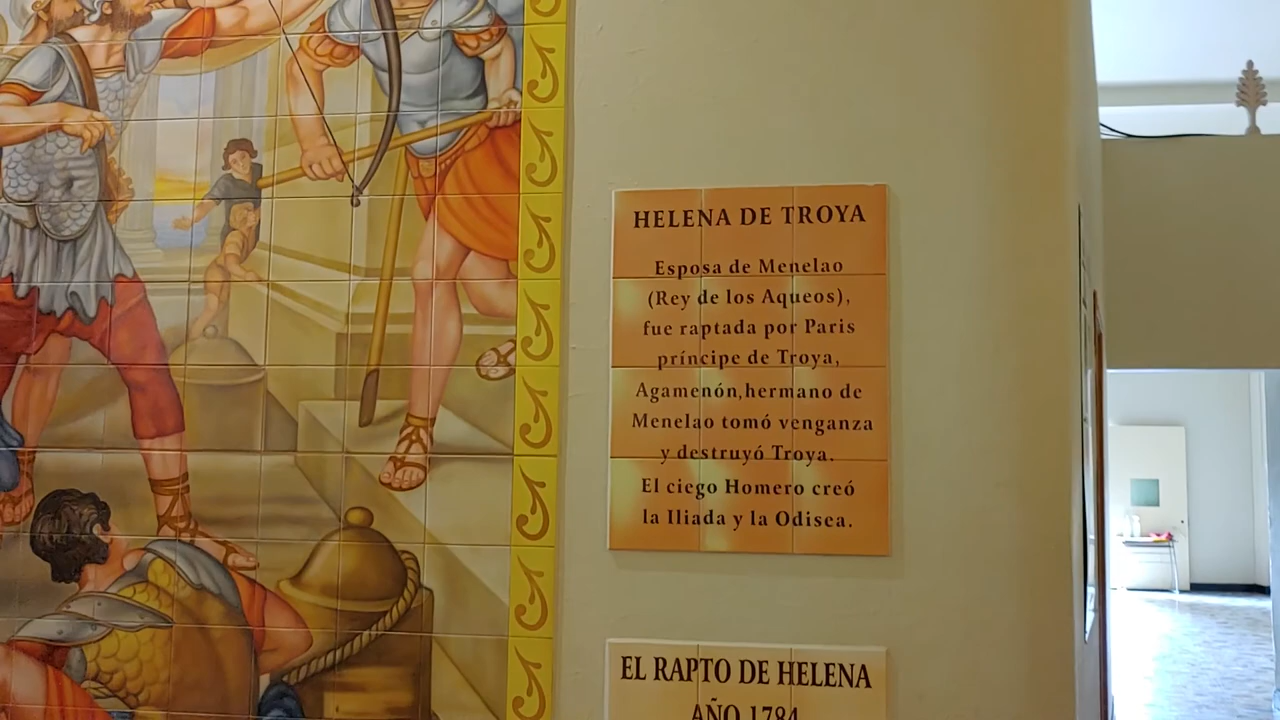 HELENA DE TROYA
Esposa de Menelao
(Rey de los Aqueos),
fue raptada por Paris
príncipe de Troya,
Agamenón,hermano de
Menelao tomó venganza
y destruyó Troya.
El ciego Homero creó
la Iliada y la Odisea.
EL RAPTO DE HELENA
AÑO 1784